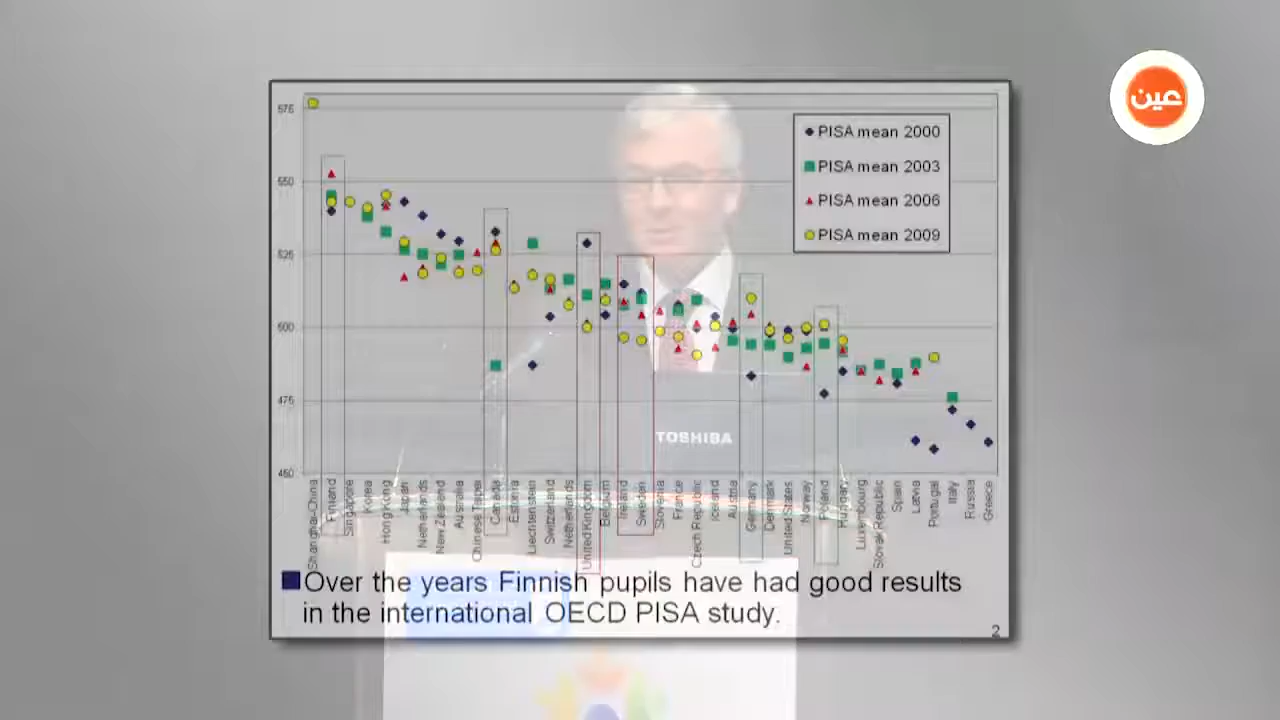 عين
575
550
525
500
475
450
PISA mean 2000
PISA mean 2003
PISA mean 2006
PISA mean 2009
TOSHIBA
Shanghai-China
Finland
Singapore
Korea
Hong Kong
Japan
Netherlands
New Zealand
Australia
Chinese Taipei
Canada
Estonia
Liechtenstein
Switzerland
Netherlands
United Kingdom
Belgium
Ireland
Sweden
Slovenia
France
Czech Republic
Iceland
Austria
Germany
Denmark
United States
Norway
Poland
Hungary
Luxembourg
Slovak Republic
Spain
Latvia
Portugal
Italy
Russia
Greece
Over the years Finnish pupils have had good results
in the international OECD PISA study.
2